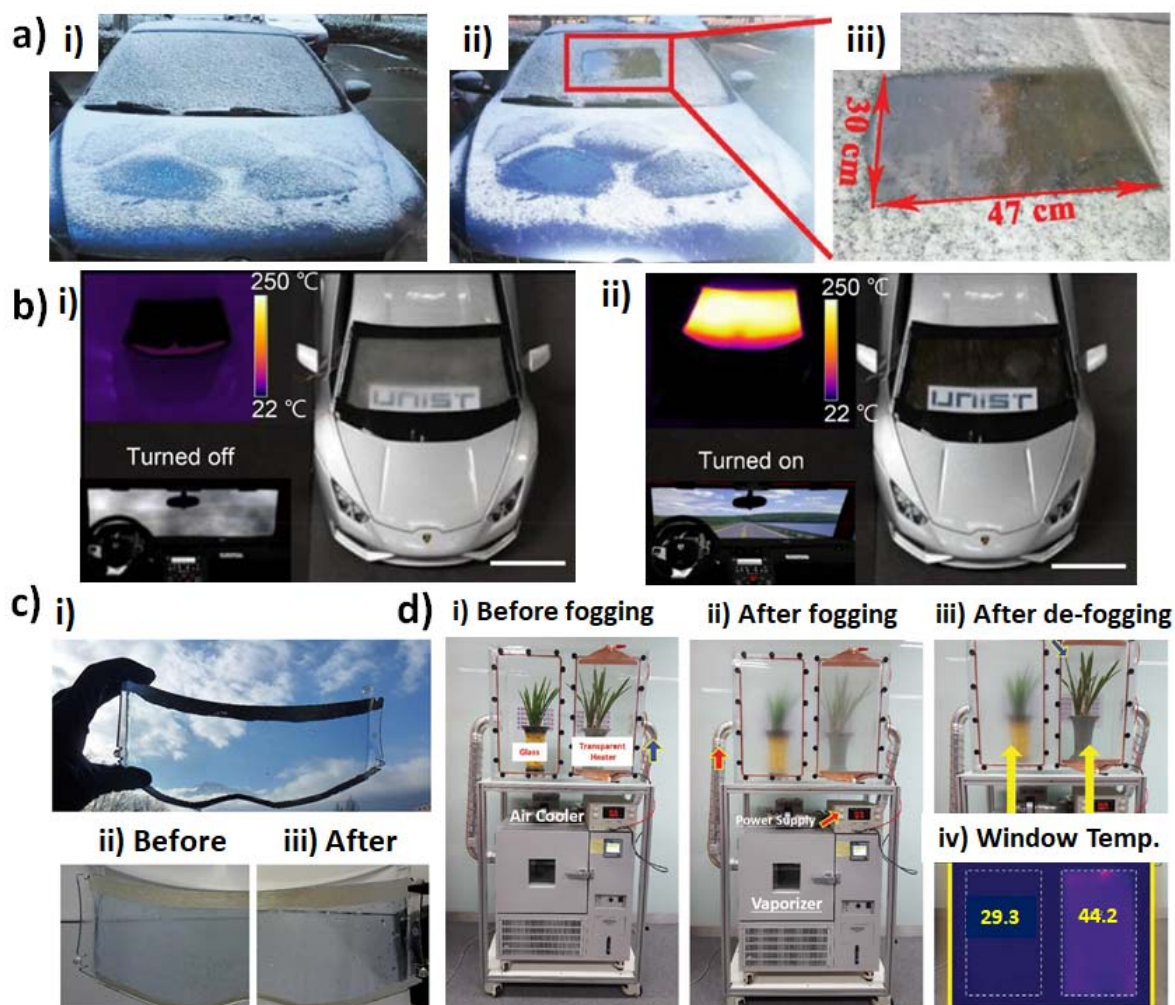 a)
i)
ii)
iii)
30 cm
47 cm
b)
i)
250 °C
22 °C
Turned off
UNIST
ii)
250 °C
22 °C
Turned on
UNIST
c)
i)
ii) Before
iii) After
d)
i) Before fogging
ii) After fogging
iii) After de-fogging
Glass
Transparent
Heater
Air Cooler
Power Supply
Vaporizer
iv) Window Temp.
29.3
44.2